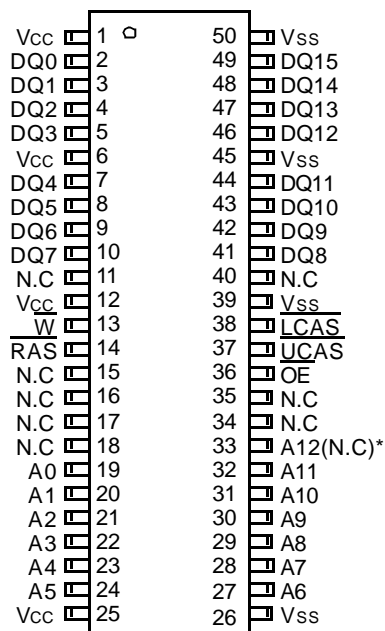 Vcc 1 50 Vss
DQ0 2 49 DQ15
DQ1 3 48 DQ14
DQ2 4 47 DQ13
DQ3 5 46 DQ12
Vcc 6 45 Vss
DQ4 7 44 DQ11
DQ5 8 43 DQ10
DQ6 9 42 DQ9
DQ7 10 41 DQ8
N.C 11 40 N.C
Vcc 12 39 Vss
W 13 38 LCAS
RAS 14 37 UCAS
N.C 15 36 OE
N.C 16 35 N.C
N.C 17 34 N.C
N.C 18 33 A12(N.C)*
A0 19 32 A11
A1 20 31 A10
A2 21 30 A9
A3 22 29 A8
A4 23 28 A7
A5 24 27 A6
Vcc 25 26 Vss